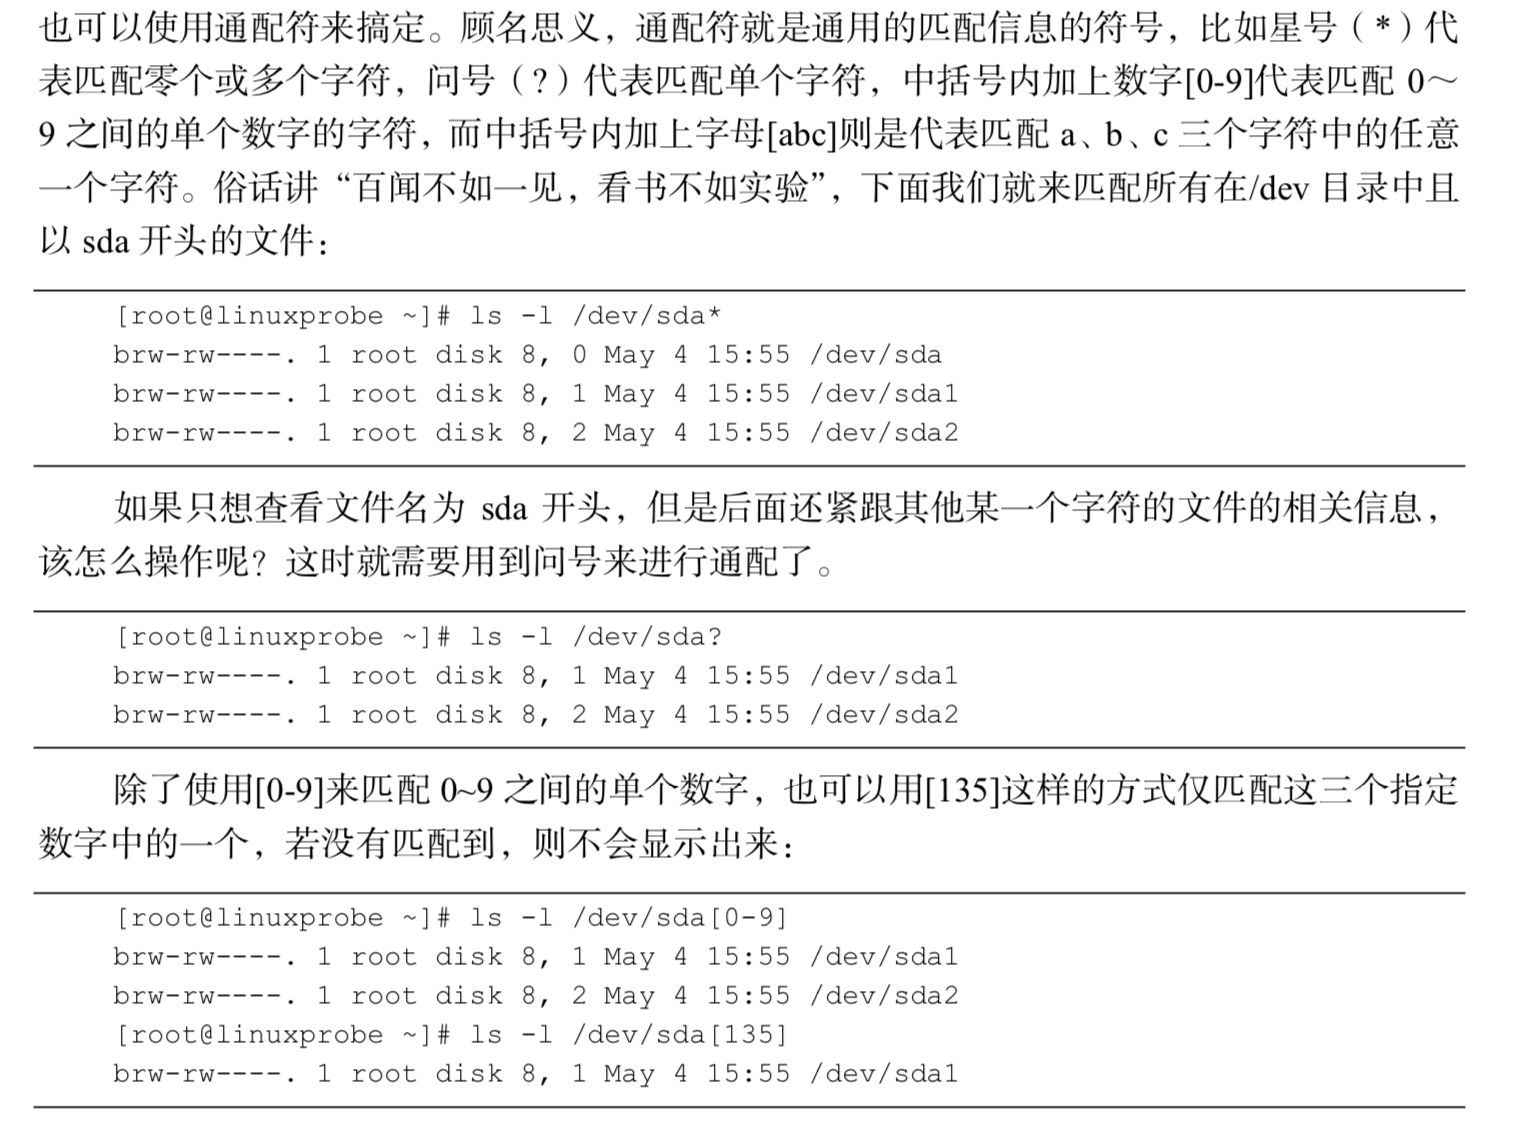 也可以使用通配符来搞定。顾名思义，通配符就是通用的匹配信息的符号，比如星号（*）代
表匹配零个或多个字符，问号（?）代表匹配单个字符，中括号内加上数字[0-9]代表匹配 0～
9 之间的单个数字的字符，而中括号内加上字母[abc]则是代表匹配 a、b、c 三个字符中的任意
一个字符。俗话讲“百闻不如一见，看书不如实验”，下面我们就来匹配所有在/dev 目录中且
以 sda 开头的文件：
[root@linuxprobe ~]# ls -l /dev/sda*
brw-rw----. 1 root disk 8, 0 May 4 15:55 /dev/sda
brw-rw----. 1 root disk 8, 1 May 4 15:55 /dev/sda1
brw-rw----. 1 root disk 8, 2 May 4 15:55 /dev/sda2
如果只想查看文件名为 sda 开头，但是后面还紧跟其他某一个字符的文件的相关信息，
该怎么操作呢？这时就需要用到问号来进行通配了。
[root@linuxprobe ~]# ls -l /dev/sda?
brw-rw----. 1 root disk 8, 1 May 4 15:55 /dev/sda1
brw-rw----. 1 root disk 8, 2 May 4 15:55 /dev/sda2
除了使用[0-9]来匹配 0~9 之间的单个数字，也可以用[135]这样的方式仅匹配这三个指定
数字中的一个，若没有匹配到，则不会显示出来：
[root@linuxprobe ~]# ls -l /dev/sda[0-9]
brw-rw----. 1 root disk 8, 1 May 4 15:55 /dev/sda1
brw-rw----. 1 root disk 8, 2 May 4 15:55 /dev/sda2
[root@linuxprobe ~]# ls -l /dev/sda[135]
brw-rw----. 1 root disk 8, 1 May 4 15:55 /dev/sda1